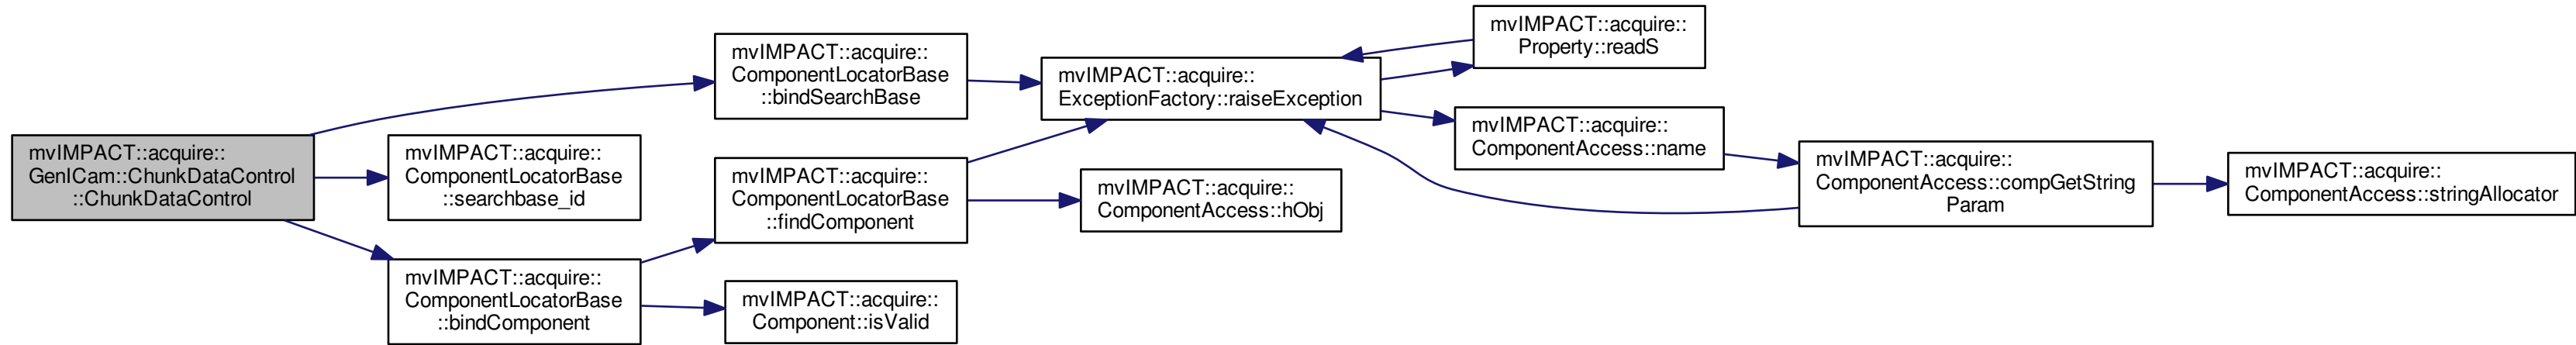 mvIMPACT::acquire::
GenICam::ChunkDataControl
::ChunkDataControl
mvIMPACT::acquire::
ComponentLocatorBase
::bindSearchBase
mvIMPACT::acquire::
ComponentLocatorBase
::searchbase_id
mvIMPACT::acquire::
ComponentLocatorBase
::bindComponent
mvIMPACT::acquire::
ComponentLocatorBase
::findComponent
mvIMPACT::acquire::
Component::isValid
mvIMPACT::acquire::
ExceptionFactory::raiseException
mvIMPACT::acquire::
ComponentAccess::hObj
mvIMPACT::acquire::
Property::readS
mvIMPACT::acquire::
ComponentAccess::name
mvIMPACT::acquire::
ComponentAccess::compGetString
Param
mvIMPACT::acquire::
ComponentAccess::stringAllocator